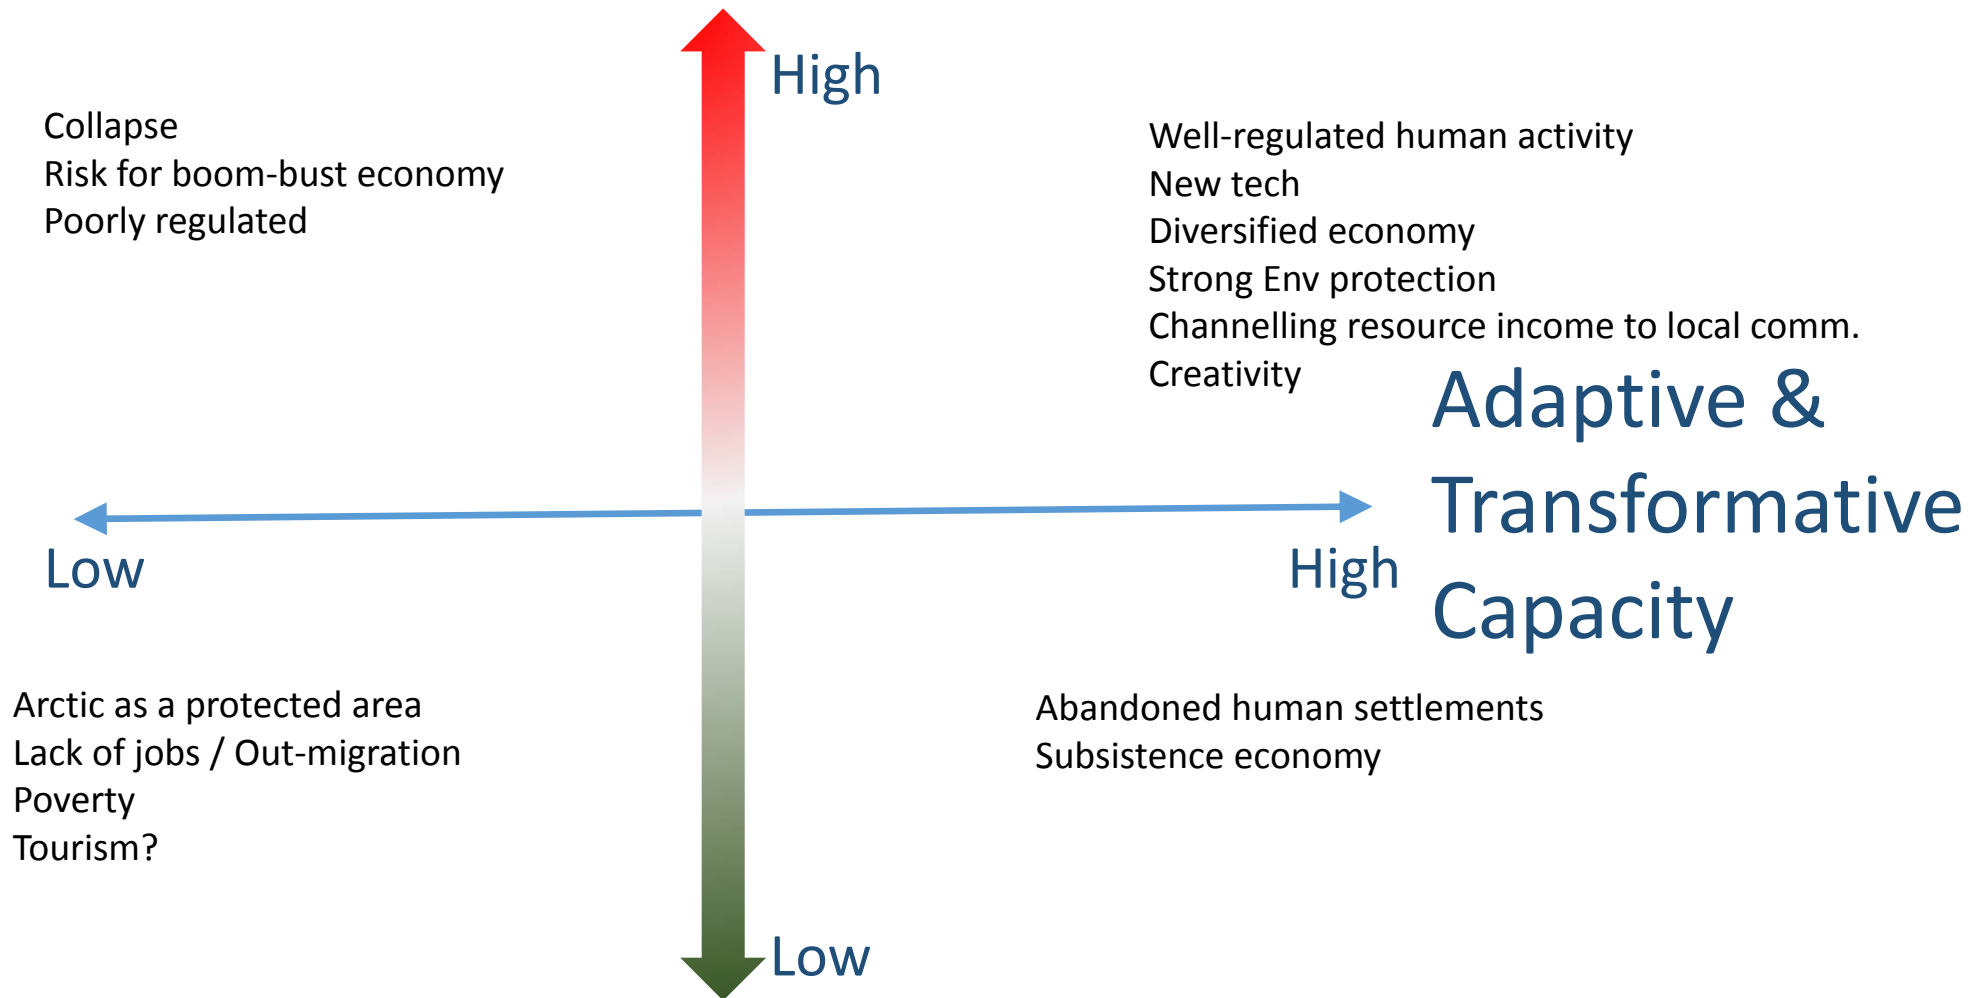 High
Collapse
Risk for boom-bust economy
Poorly regulated
Well-regulated human activity
New tech
Diversified economy
Strong Env protection
Channelling resource income to local comm.
Creativity
Adaptive &
Transformative
Capacity
Low
High
Arctic as a protected area
Lack of jobs / Out-migration
Poverty
Tourism?
Abandoned human settlements
Subsistence economy
Low